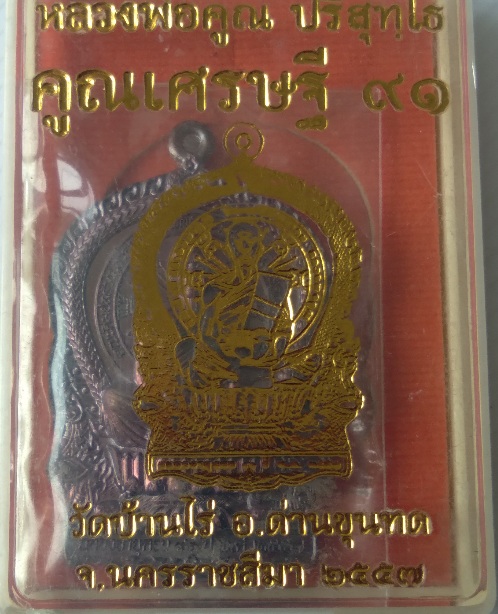 หลวงพ่อคูณ ปริสุทฺโธ
คูณเศรษฐี ๙๑
วัดบ้านไร่ อ.ด่านขุนทด
จ.นครราชสีมา ๒๕๕๗